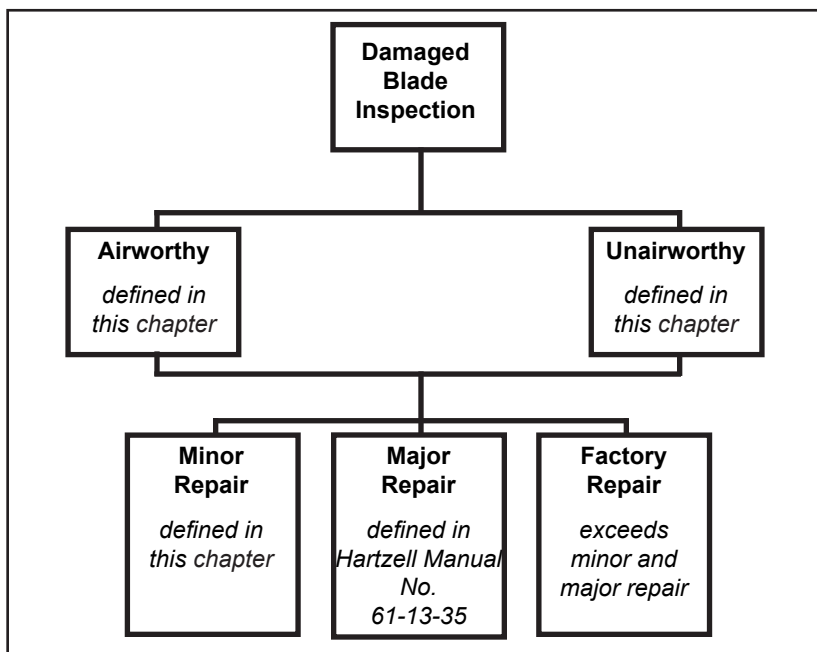 Damaged
Blade
Inspection
Airworthy
defined in
this chapter
Unairworthy
defined in
this chapter
Minor
Repair
defined in
this chapter
Major
Repair
defined in
Hartzell Manual
No.
61-13-35
Factory
Repair
exceeds
minor and
major repair